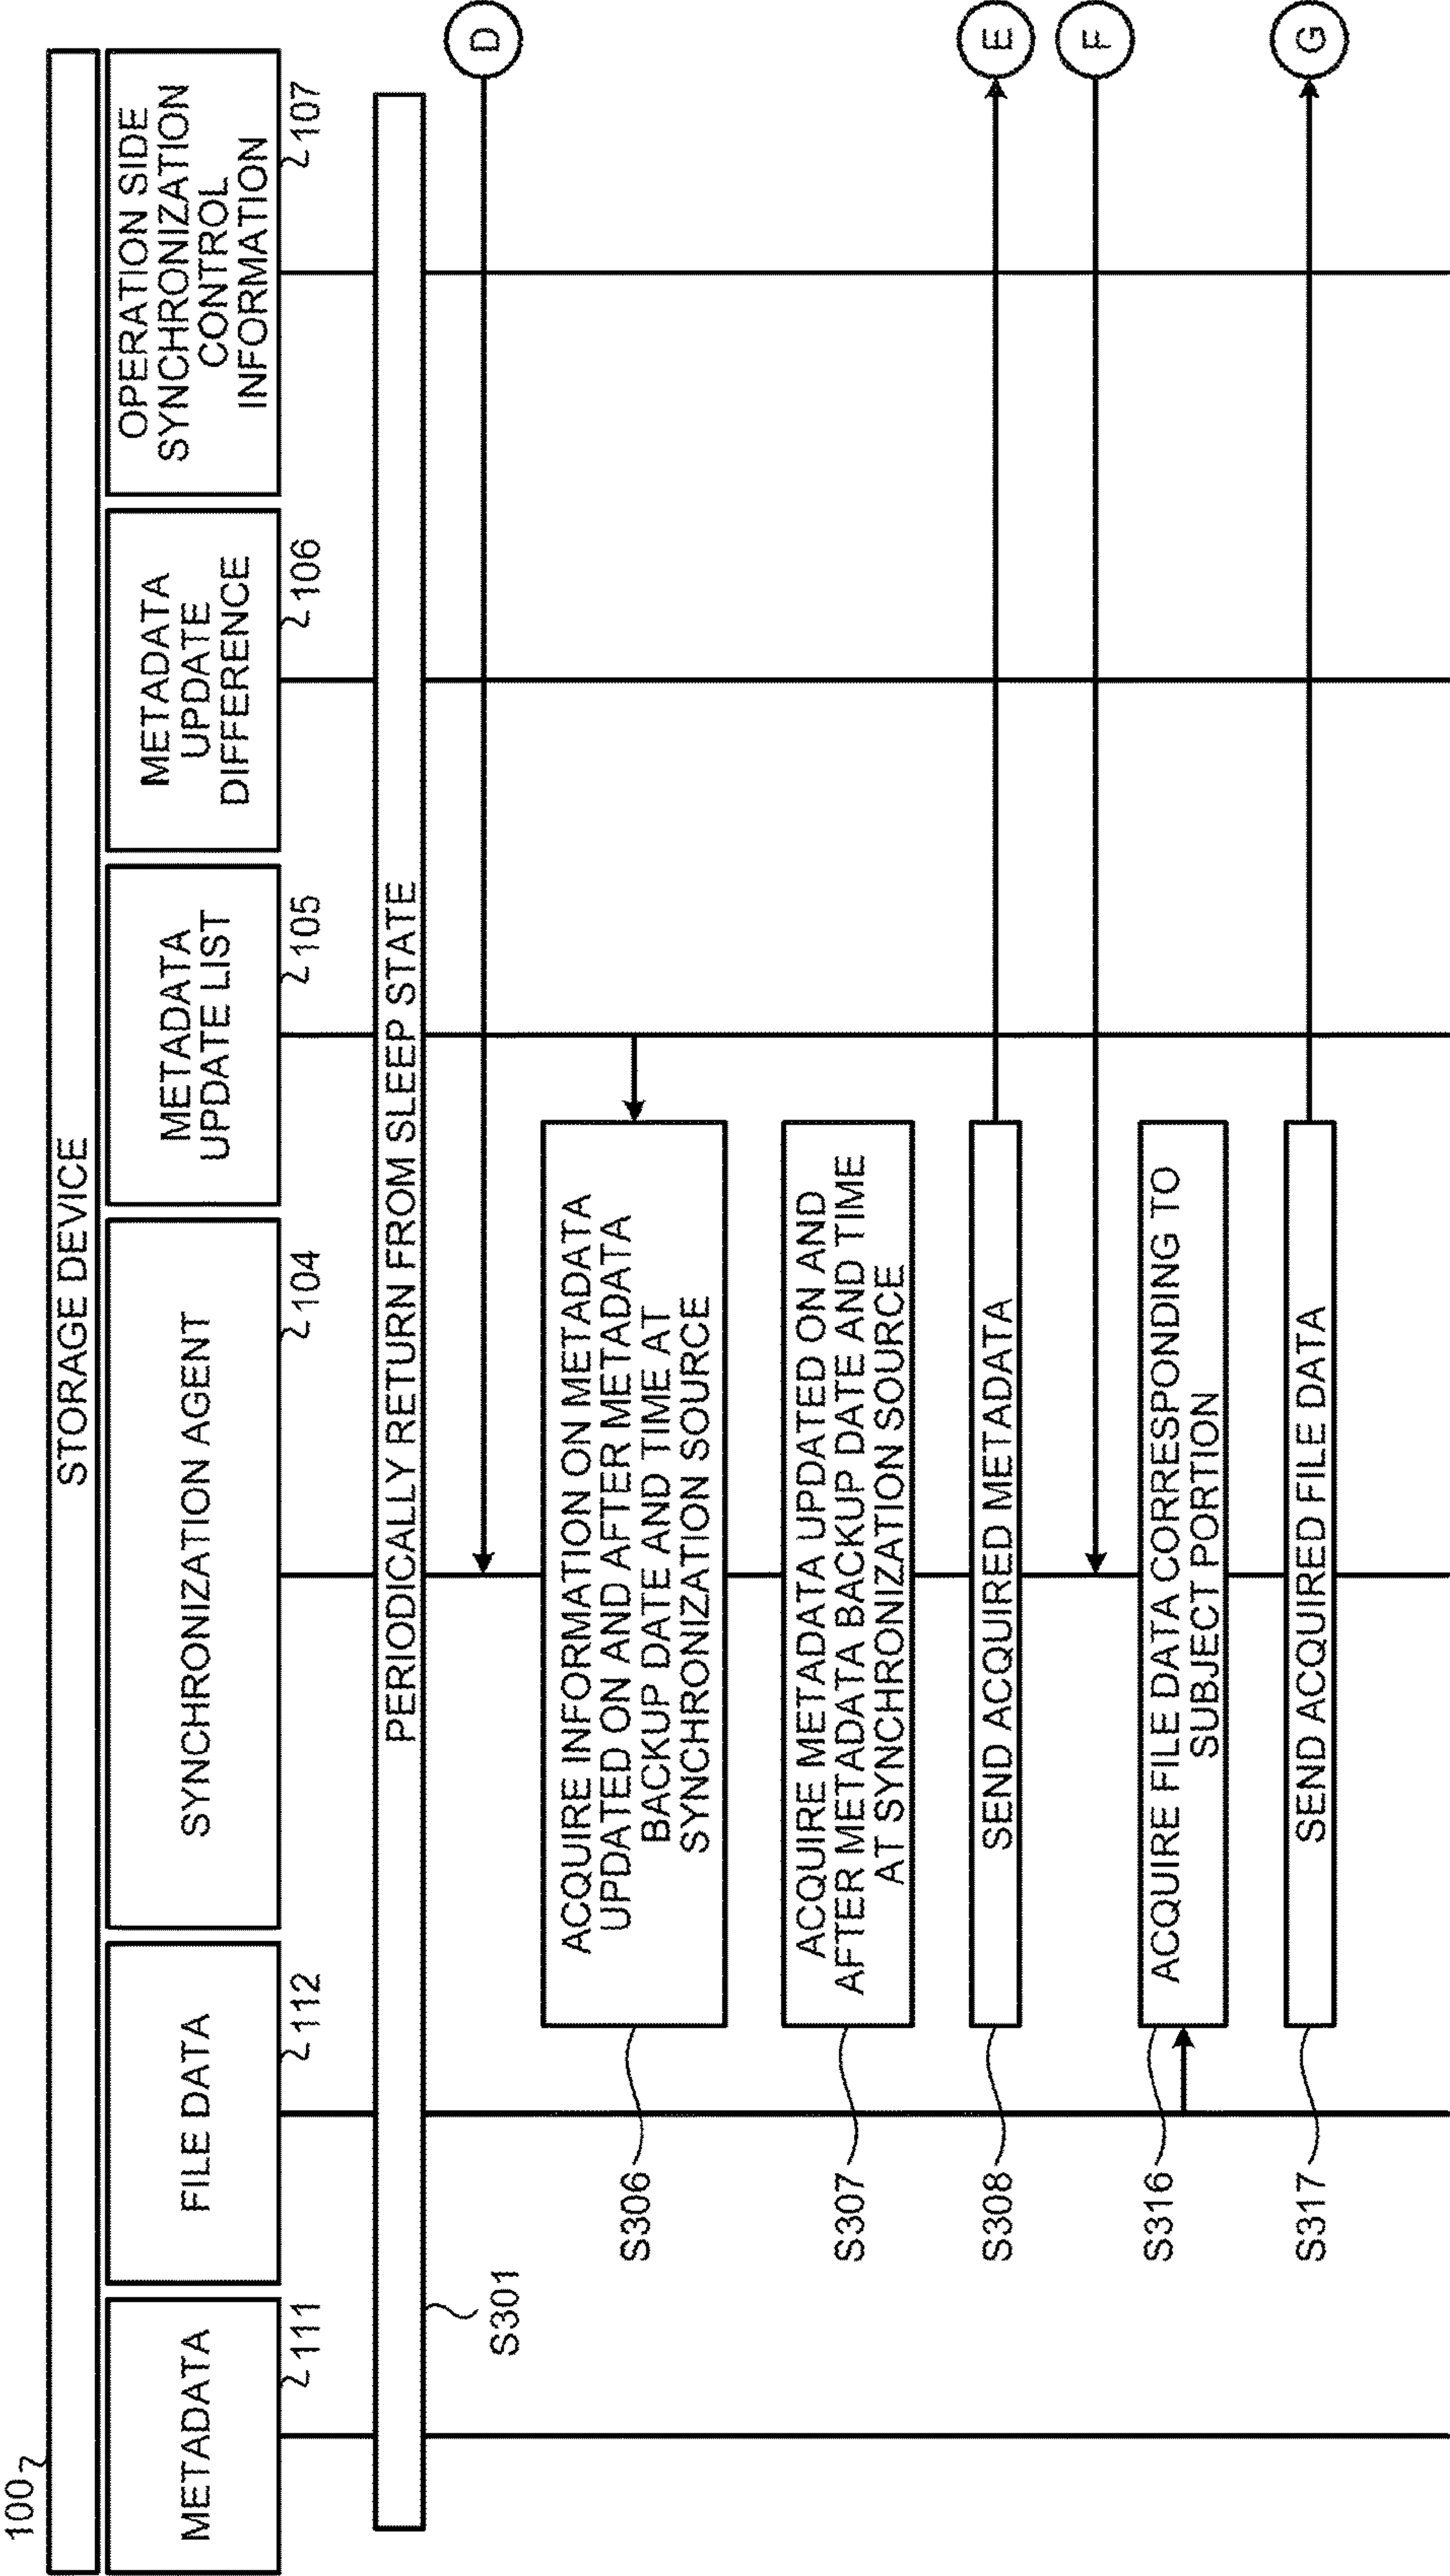 100
STORAGE DEVICE
METADATA
111
FILE DATA
112
SYNCHRONIZATION AGENT
104
METADATA
UPDATE LIST
105
METADATA
UPDATE
DIFFERENCE
106
OPERATION SIDE
SYNCHRONIZATION
CONTROL
INFORMATION
107
PERIODICALLY RETURN FROM SLEEP STATE
S301
D
S306
ACQUIRE INFORMATION ON METADATA
UPDATED ON AND AFTER METADATA
BACKUP DATE AND TIME AT
SYNCHRONIZATION SOURCE
S307
ACQUIRE METADATA UPDATED ON AND
AFTER METADATA BACKUP DATE AND TIME
AT SYNCHRONIZATION SOURCE
S308
SEND ACQUIRED METADATA
E
F
S316
ACQUIRE FILE DATA CORRESPONDING TO
SUBJECT PORTION
S317
SEND ACQUIRED FILE DATA
G